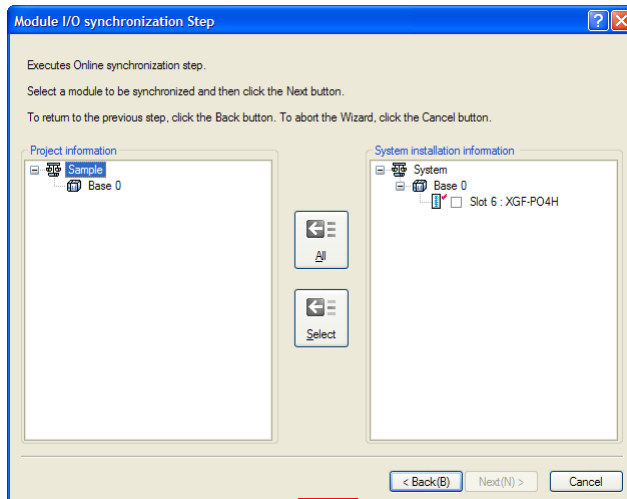 Module I/O synchronization Step
Executes Online synchronization step.
Select a module to be synchronized and then click the Next button.
To return to the previous step, click the Back button. To abort the Wizard, click the Cancel button.
Project information
Sample
Base 0
All
Select
System installation information
System
Base 0
Slot 6 : XGF-PO4H
< Back(B)
Next(N) >
Cancel